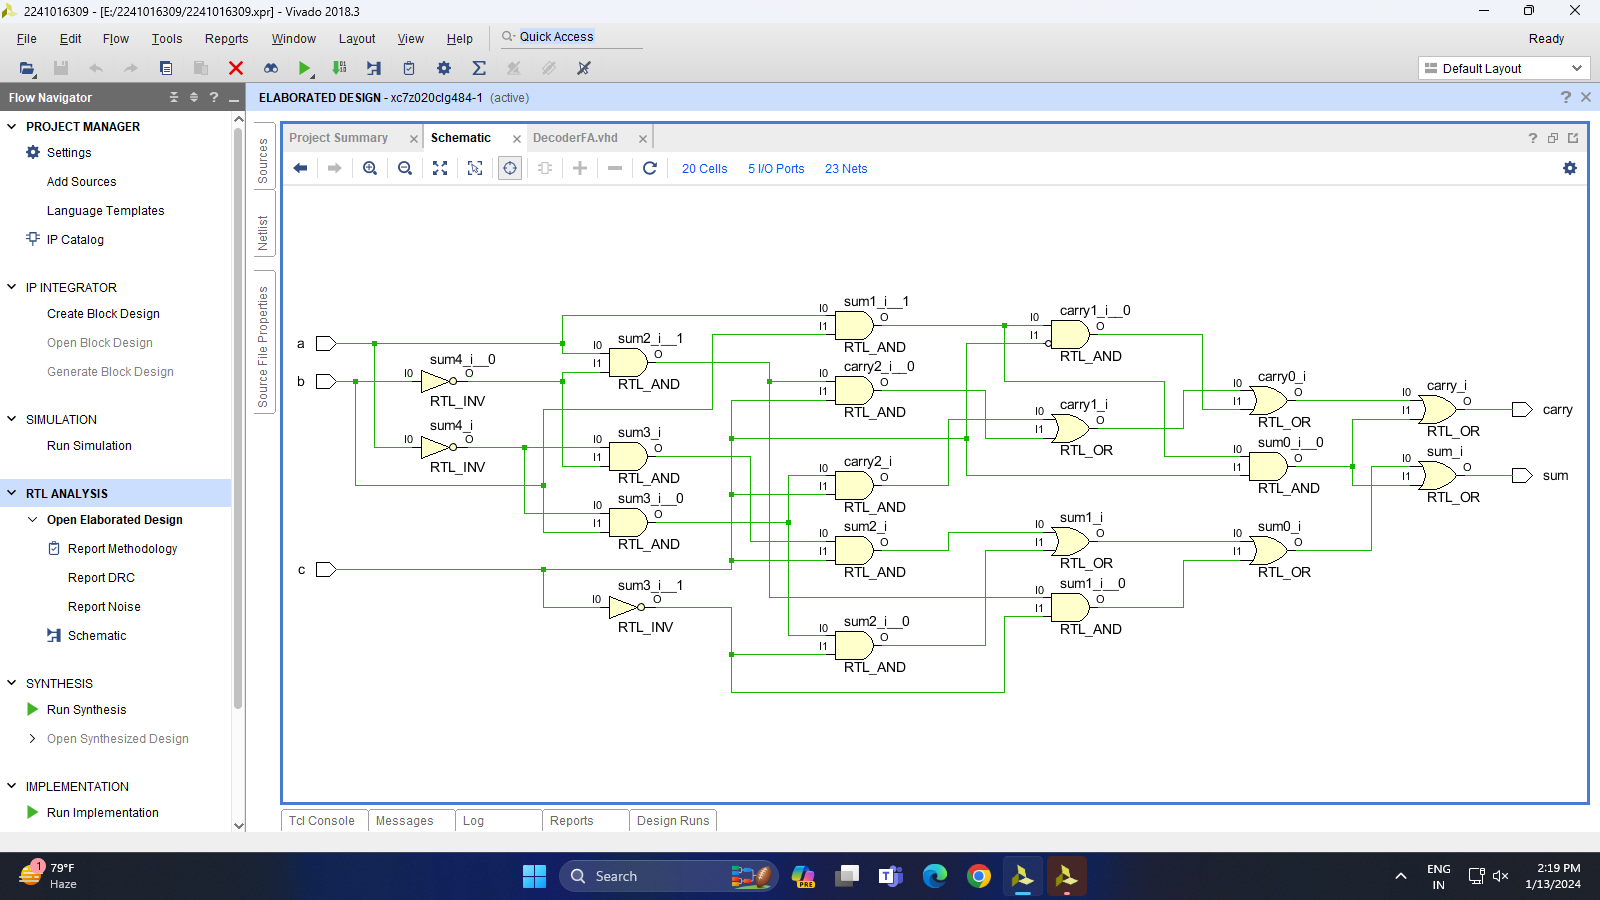 2241016309 - [E:/2241016309/2241016309.xpr] - Vivado 2018.3
File Edit Flow Tools Reports Window Layout View Help Quick Access Ready
Default Layout
Flow Navigator
ELABORATED DESIGN - xc7z020clg484-1 (active)
PROJECT MANAGER
Settings
Add Sources
Language Templates
IP Catalog
IP INTEGRATOR
Create Block Design
Open Block Design
Generate Block Design
SIMULATION
Run Simulation
RTL ANALYSIS
Open Elaborated Design
Report Methodology
Report DRC
Report Noise
Schematic
SYNTHESIS
Run Synthesis
Open Synthesized Design
IMPLEMENTATION
Run Implementation
Sources
Netlist
Source File Properties
Project Summary Schematic DecoderFA.vhd
20 Cells 5 I/O Ports 23 Nets
a
b
c
sum4_i__0
I0 O
RTL_INV
sum4_i
I0 O
RTL_INV
sum2_i__1
I0
I1 O
RTL_AND
sum3_i
I0
I1 O
RTL_AND
sum3_i__0
I0
I1 O
RTL_AND
sum3_i__1
I0 O
RTL_INV
sum1_i__1
I0
I1 O
RTL_AND
carry2_i__0
I0
I1 O
RTL_AND
carry2_i
I0
I1 O
RTL_AND
sum2_i
I0
I1 O
RTL_AND
sum2_i__0
I0
I1 O
RTL_AND
carry1_i__0
I0
I1 O
RTL_AND
carry1_i
I0
I1 O
RTL_OR
sum1_i
I0
I1 O
RTL_OR
sum1_i__0
I0
I1 O
RTL_AND
carry0_i
I0
I1 O
RTL_OR
sum0_i__0
I0
I1 O
RTL_AND
sum0_i
I0
I1 O
RTL_OR
carry_i
I0
I1 O
RTL_OR
sum_i
I0
I1 O
RTL_OR
carry
sum
Tcl Console Messages Log Reports Design Runs
1
79°F
Haze
Search
PRE
ENG
IN
2:19 PM
1/13/2024